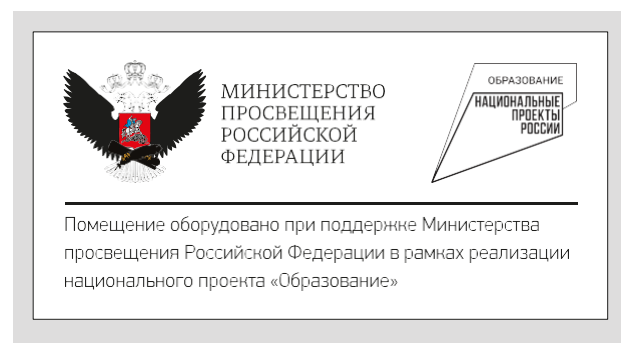 МИНИСТЕРСТВО
ПРОСВЕЩЕНИЯ
РОССИЙСКОЙ
ФЕДЕРАЦИИ
ОБРАЗОВАНИЕ
НАЦИОНАЛЬНЫЕ
ПРОЕКТЫ
РОССИИ
Помещение оборудовано при поддержке Министерства
просвещения Российской Федерации в рамках реализации
национального проекта «Образование»